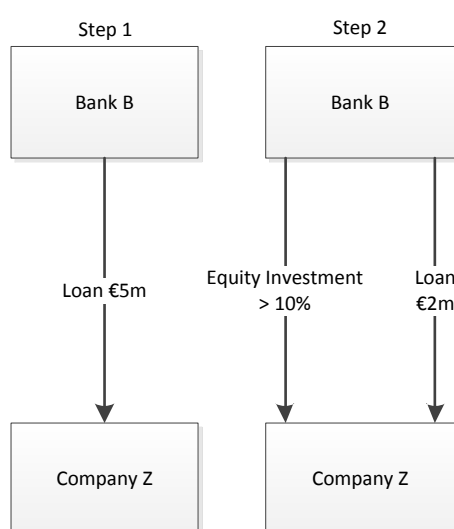 Step 1
Step 2
Bank B
Bank B
Loan €5m
Equity Investment
> 10%
Loan
€2m
Company Z
Company Z